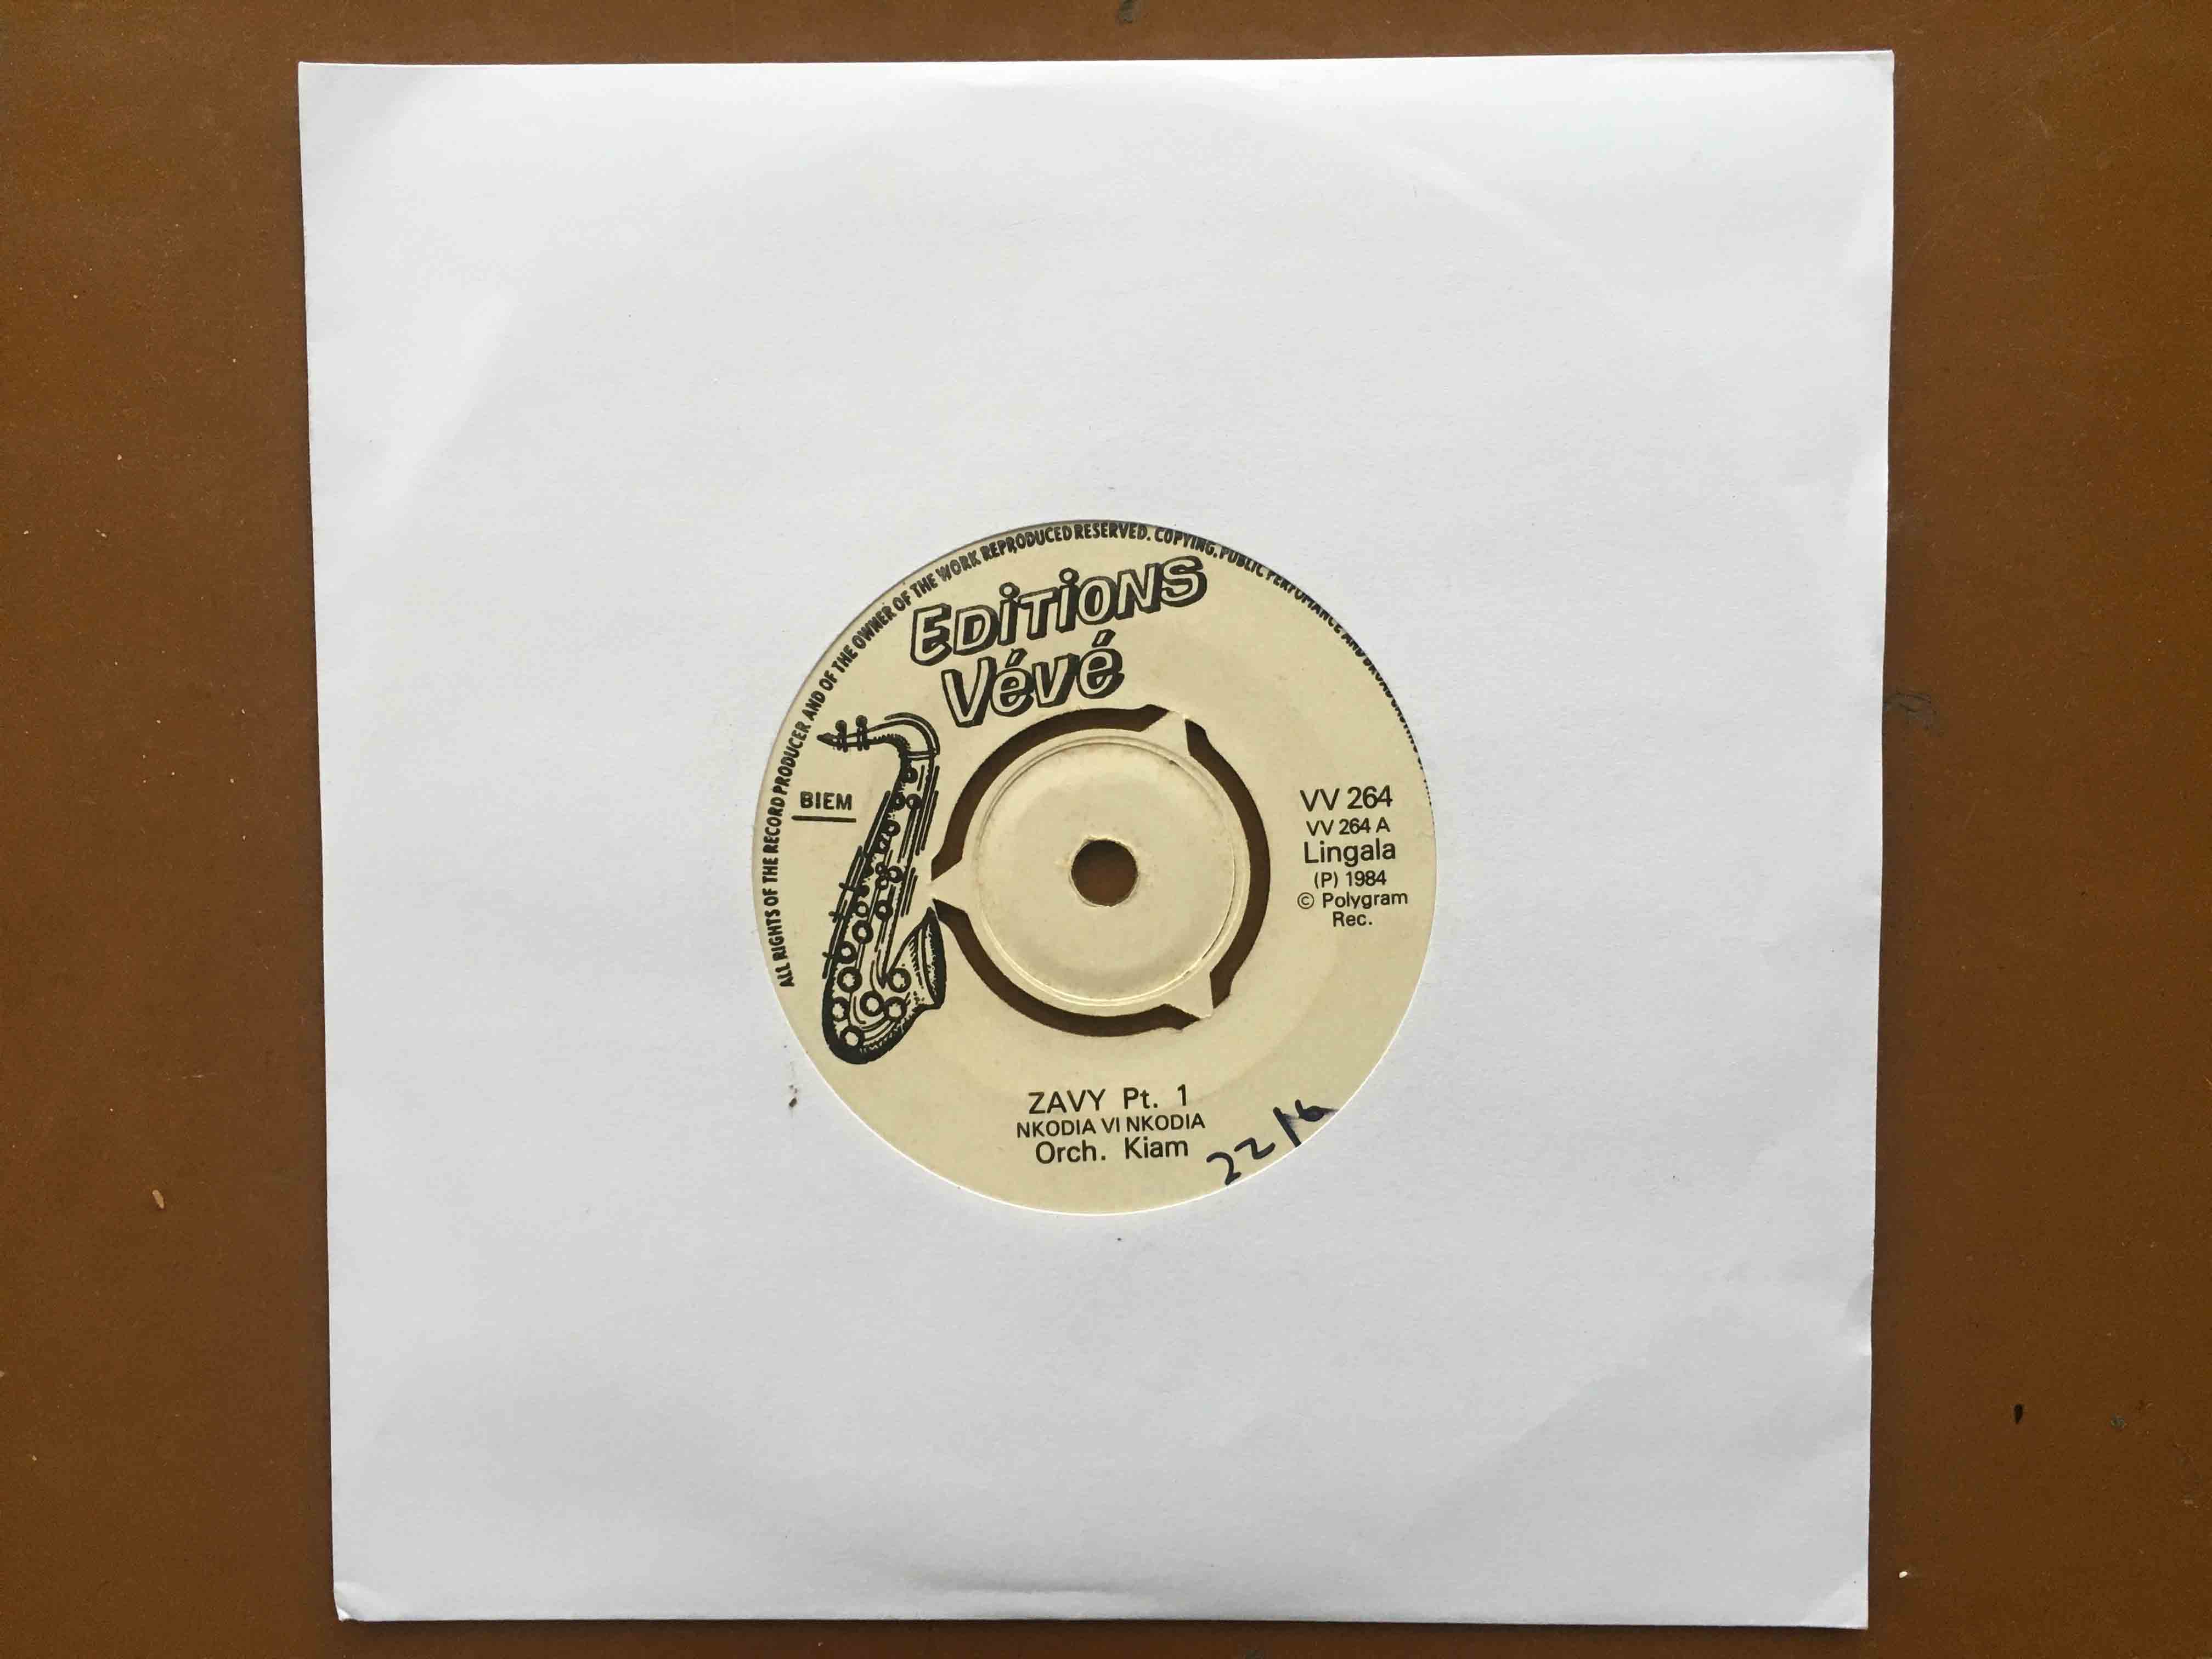 ALL RIGHTS OF THE RECORD PRODUCER AND OF THE OWNER OF THE WORK REPRODUCED RESERVED. COPYING, PUBLIC PERFOMANCE AND
EDiTiONS
Vévé
BIEM
VV 264
VV 264 A
Lingala
(P) 1984
© Polygram
Rec.
ZAVY Pt. 1
NKODIA VI NKODIA
Orch. Kiam
22/6